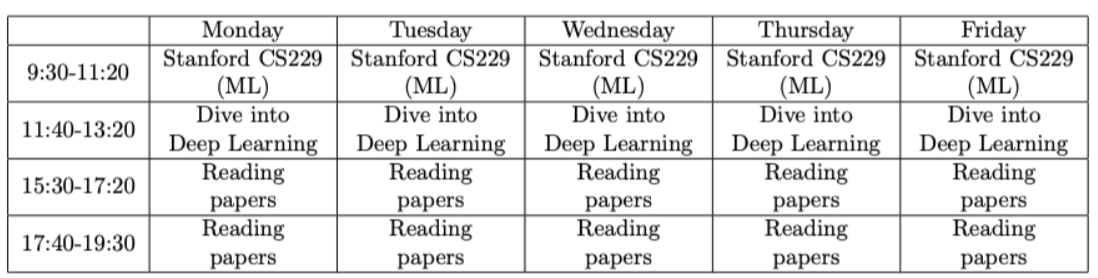 Monday Tuesday Wednesday Thursday Friday
9:30-11:20 Stanford CS229 (ML) Stanford CS229 (ML) Stanford CS229 (ML) Stanford CS229 (ML) Stanford CS229 (ML)
11:40-13:20 Dive into Deep Learning Dive into Deep Learning Dive into Deep Learning Dive into Deep Learning Dive into Deep Learning
15:30-17:20 Reading papers Reading papers Reading papers Reading papers Reading papers
17:40-19:30 Reading papers Reading papers Reading papers Reading papers Reading papers